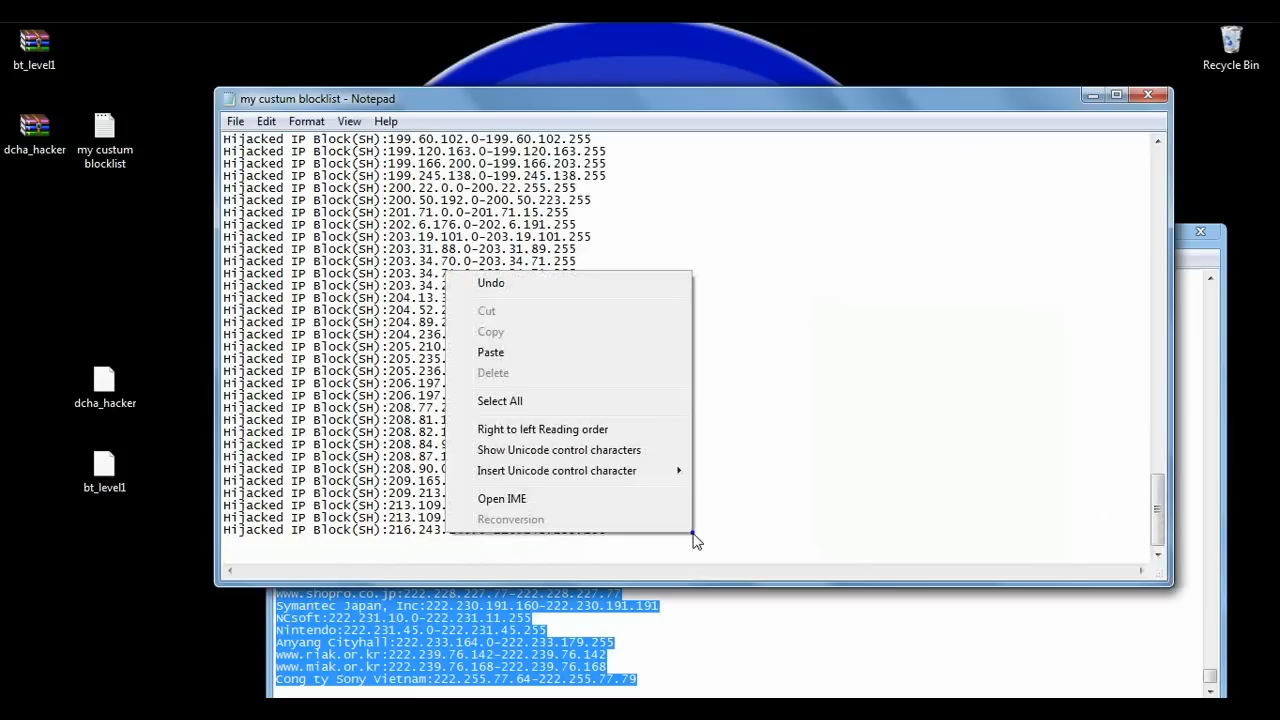 bt_level1
Recycle Bin
dcha_hacker
my custum
blocklist
dcha_hacker
bt_level1
my custum blocklist - Notepad
File Edit Format View Help
Hijacked IP Block(SH):199.60.102.0-199.60.102.255
Hijacked IP Block(SH):199.120.163.0-199.120.163.255
Hijacked IP Block(SH):199.166.200.0-199.166.203.255
Hijacked IP Block(SH):199.245.138.0-199.245.138.255
Hijacked IP Block(SH):200.22.0.0-200.22.255.255
Hijacked IP Block(SH):200.50.192.0-200.50.223.255
Hijacked IP Block(SH):201.71.0.0-201.71.15.255
Hijacked IP Block(SH):202.6.176.0-202.6.191.255
Hijacked IP Block(SH):203.19.101.0-203.19.101.255
Hijacked IP Block(SH):203.31.88.0-203.31.89.255
Hijacked IP Block(SH):203.34.70.0-203.34.71.255
Hijacked IP Block(SH):203.34.
Hijacked IP Block(SH):203.34.
Hijacked IP Block(SH):204.13.
Hijacked IP Block(SH):204.52.
Hijacked IP Block(SH):204.89.
Hijacked IP Block(SH):204.236.
Hijacked IP Block(SH):205.210.
Hijacked IP Block(SH):205.235.
Hijacked IP Block(SH):205.236.
Hijacked IP Block(SH):206.197.
Hijacked IP Block(SH):206.197.
Hijacked IP Block(SH):208.77.
Hijacked IP Block(SH):208.81.
Hijacked IP Block(SH):208.82.
Hijacked IP Block(SH):208.84.
Hijacked IP Block(SH):208.87.
Hijacked IP Block(SH):208.90.
Hijacked IP Block(SH):209.165.
Hijacked IP Block(SH):209.213.
Hijacked IP Block(SH):213.109.
Hijacked IP Block(SH):213.109.
Hijacked IP Block(SH):216.243.
Undo
Cut
Copy
Paste
Delete
Select All
Right to left Reading order
Show Unicode control characters
Insert Unicode control character
Open IME
Reconversion
www.shopro.co.jp:222.228.227.77-222.228.227.77
Symantec Japan, Inc:222.230.191.160-222.230.191.191
NCsoft:222.231.10.0-222.231.11.255
Nintendo:222.231.45.0-222.231.45.255
Anyang Cityhall:222.233.164.0-222.233.179.255
www.riak.or.kr:222.239.76.142-222.239.76.142
www.miak.or.kr:222.239.76.168-222.239.76.168
Cong ty Sony Vietnam:222.255.77.64-222.255.77.79